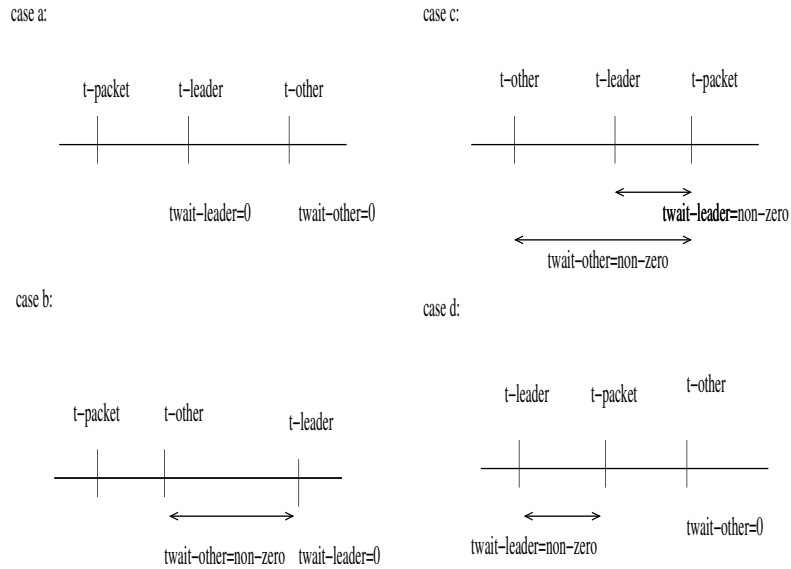 case a:
t-packet t-leader t-other
twait-leader=0 twait-other=0
case c:
t-other t-leader t-packet
twait-leader=non-zero
twait-other=non-zero
case b:
t-packet t-other t-leader
twait-other=non-zero twait-leader=0
case d:
t-leader t-packet t-other
twait-other=0
twait-leader=non-zero